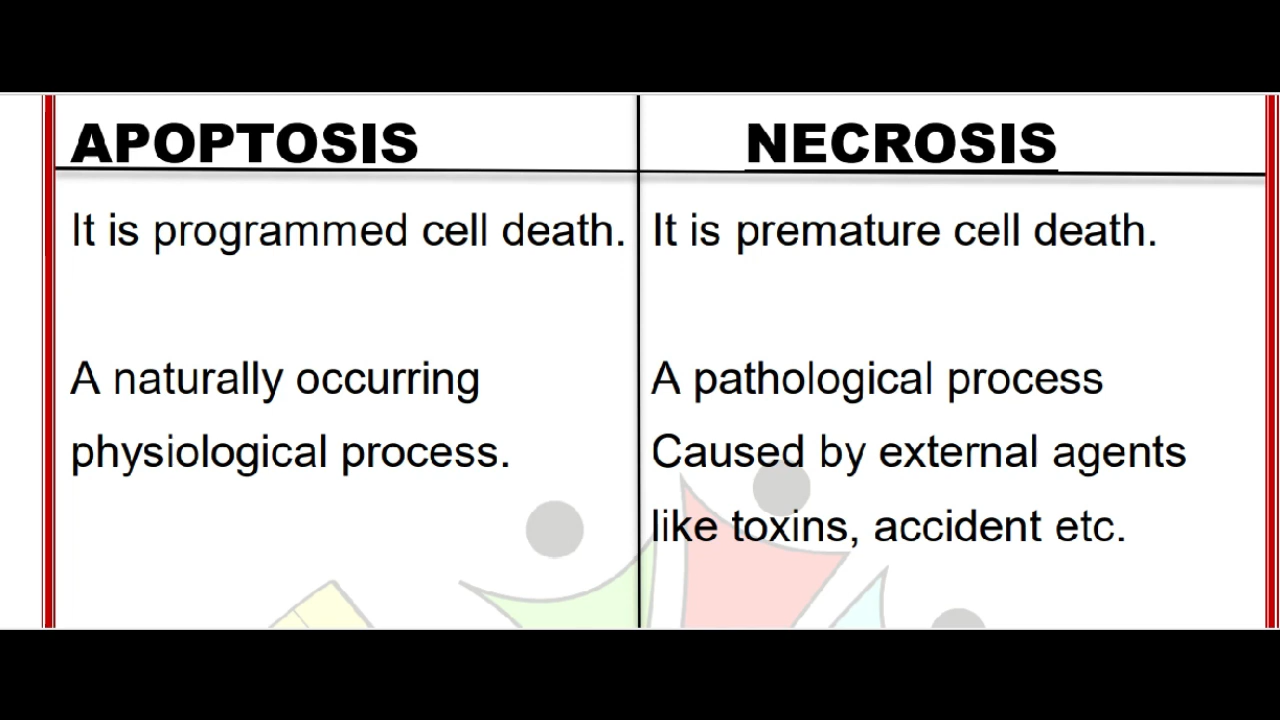 APOPTOSIS
It is programmed cell death.
A naturally occurring
physiological process.
NECROSIS
It is premature cell death.
A pathological process
Caused by external agents
like toxins, accident etc.